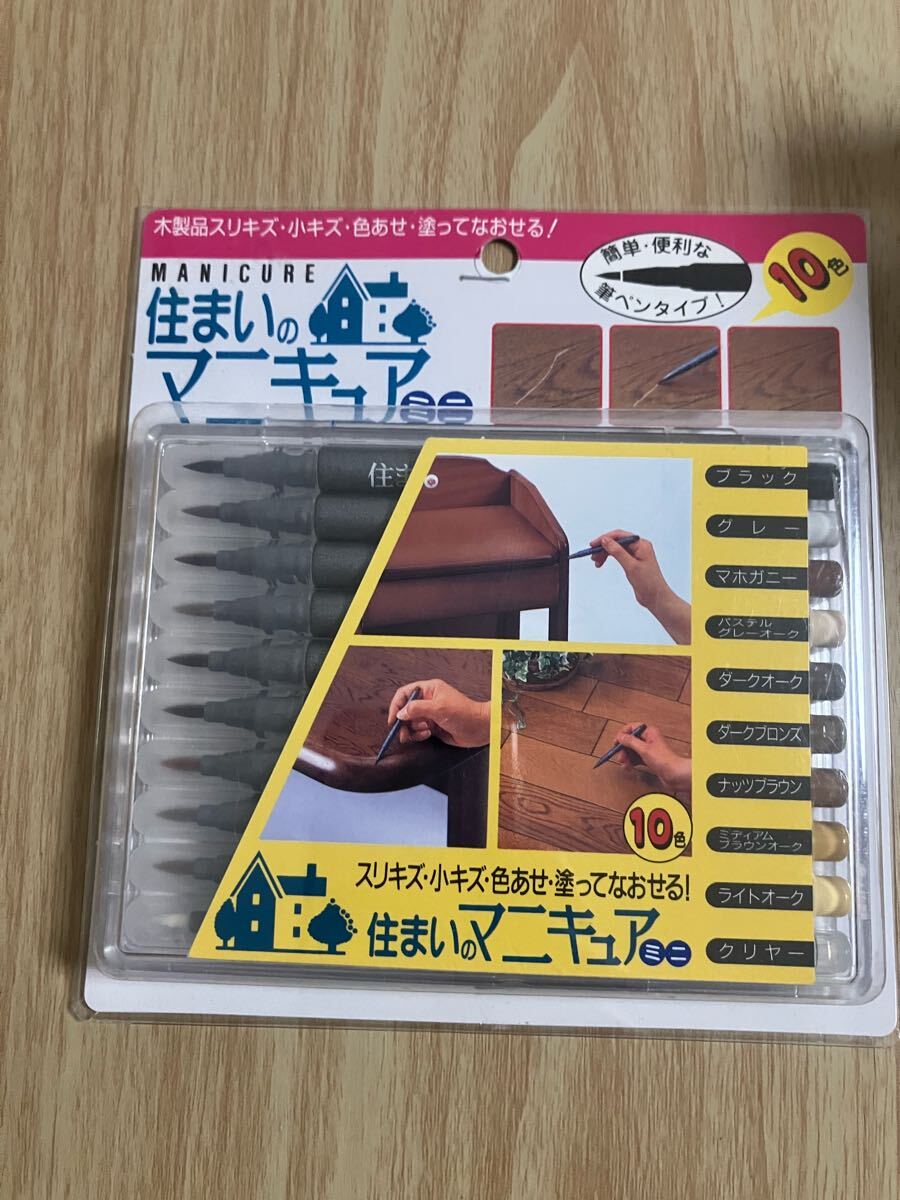 木製品スリキズ・小キズ・色あせ・塗ってなおせる!
MANICURE
住まいの
マニキュア
ミニ
簡単・便利な
筆ペンタイプ!
10色
住ま
ブラック
グレー
マホガニー
パステル
グレーオーク
ダークオーク
ダークブロンズ
ナッツブラウン
ミディアム
ブラウンオーク
ライトオーク
クリヤー
10色
スリキズ・小キズ・色あせ・塗ってなおせる!
住まいのマニキュア
ミニ